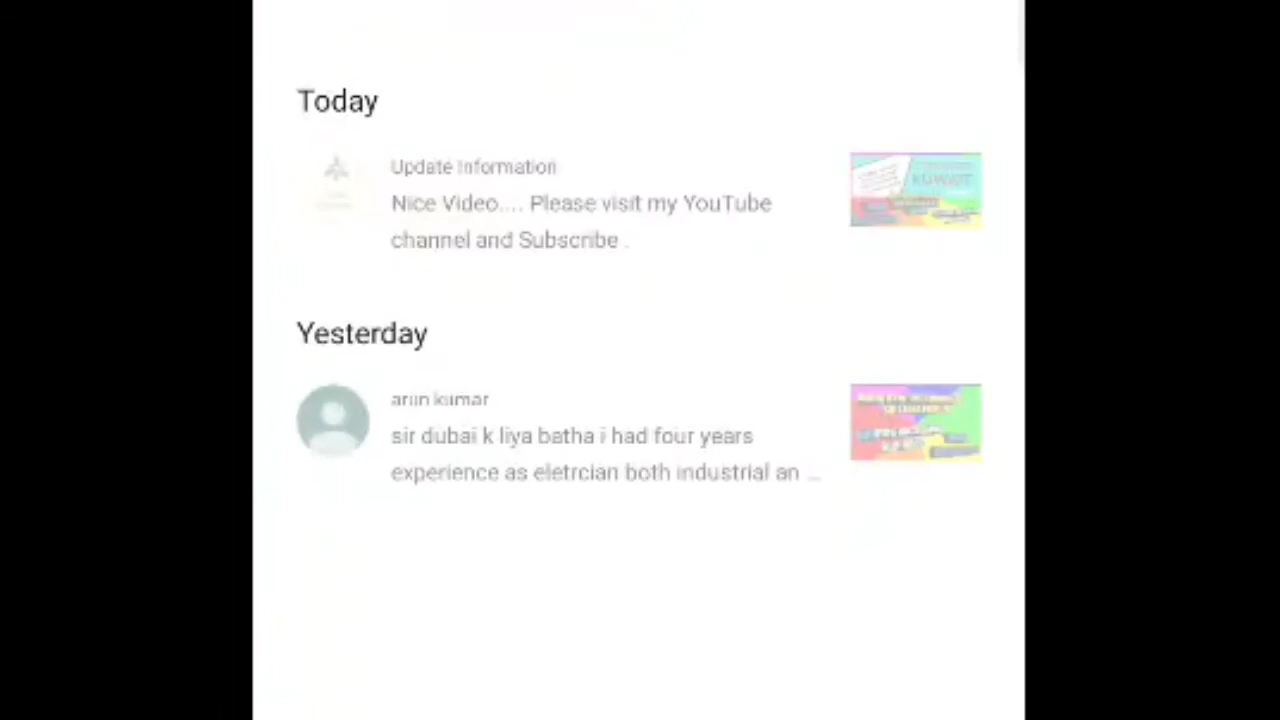 Today
Update Information
Nice Video.... Please visit my YouTube
channel and Subscribe .
KUWAIT
Yesterday
arun kumar
sir dubai k liya batha i had four years
experience as eletrcian both industrial an ...